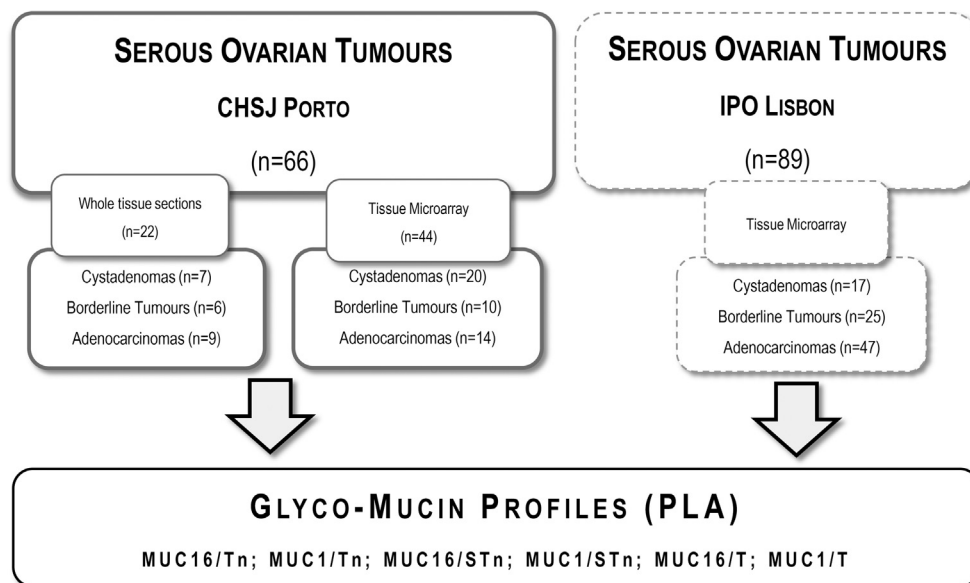 SEROUS OVARIAN TUMOURS
CHSJ PORTO
(n=66)
Whole tissue sections
(n=22)
Cystadenomas (n=7)
Borderline Tumours (n=6)
Adenocarcinomas (n=9)
Tissue Microarray
(n=44)
Cystadenomas (n=20)
Borderline Tumours (n=10)
Adenocarcinomas (n=14)
SEROUS OVARIAN TUMOURS
IPO LISBON
(n=89)
Tissue Microarray
Cystadenomas (n=17)
Borderline Tumours (n=25)
Adenocarcinomas (n=47)
GLYCO-MUCIN PROFILES (PLA)
MUC16/Tn; MUC1/Tn; MUC16/STn; MUC1/STn; MUC16/T; MUC1/T